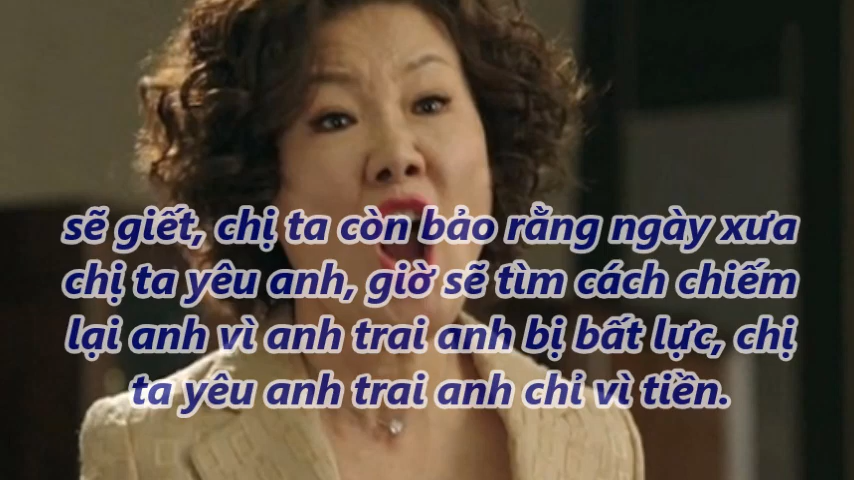 sẽ giết, chị ta còn bảo rằng ngày xưa
chị ta yêu anh, giờ sẽ tìm cách chiếm
lại anh vì anh trai anh bị bất lực, chị
ta yêu anh trai anh chỉ vì tiền.